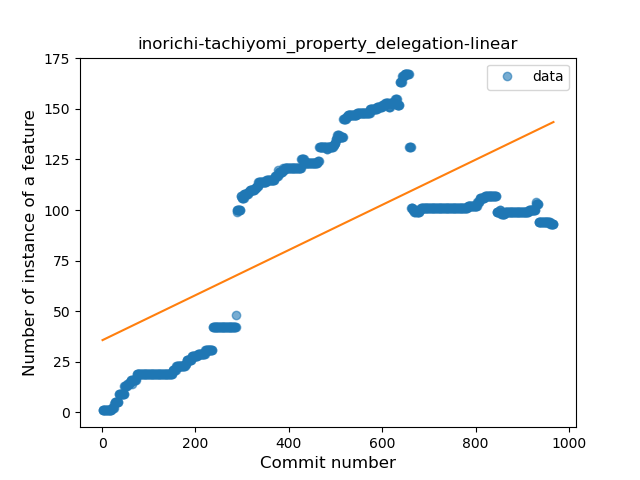 inorichi-tachiyomi_property_delegation-linear
data
Number of instance of a feature
175
150
125
100
75
50
25
0
0 200 400 600 800 1000
Commit number